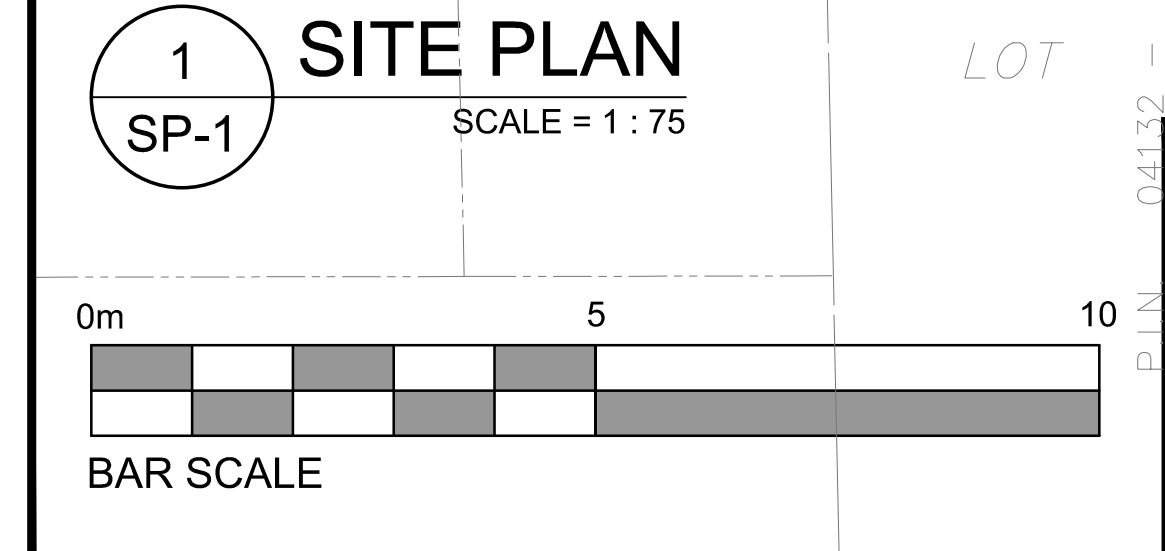 1
SP-1
SITE PLAN
SCALE = 1 : 75
LOT
P.I.N. 04132 -
0m 5 10
BAR SCALE